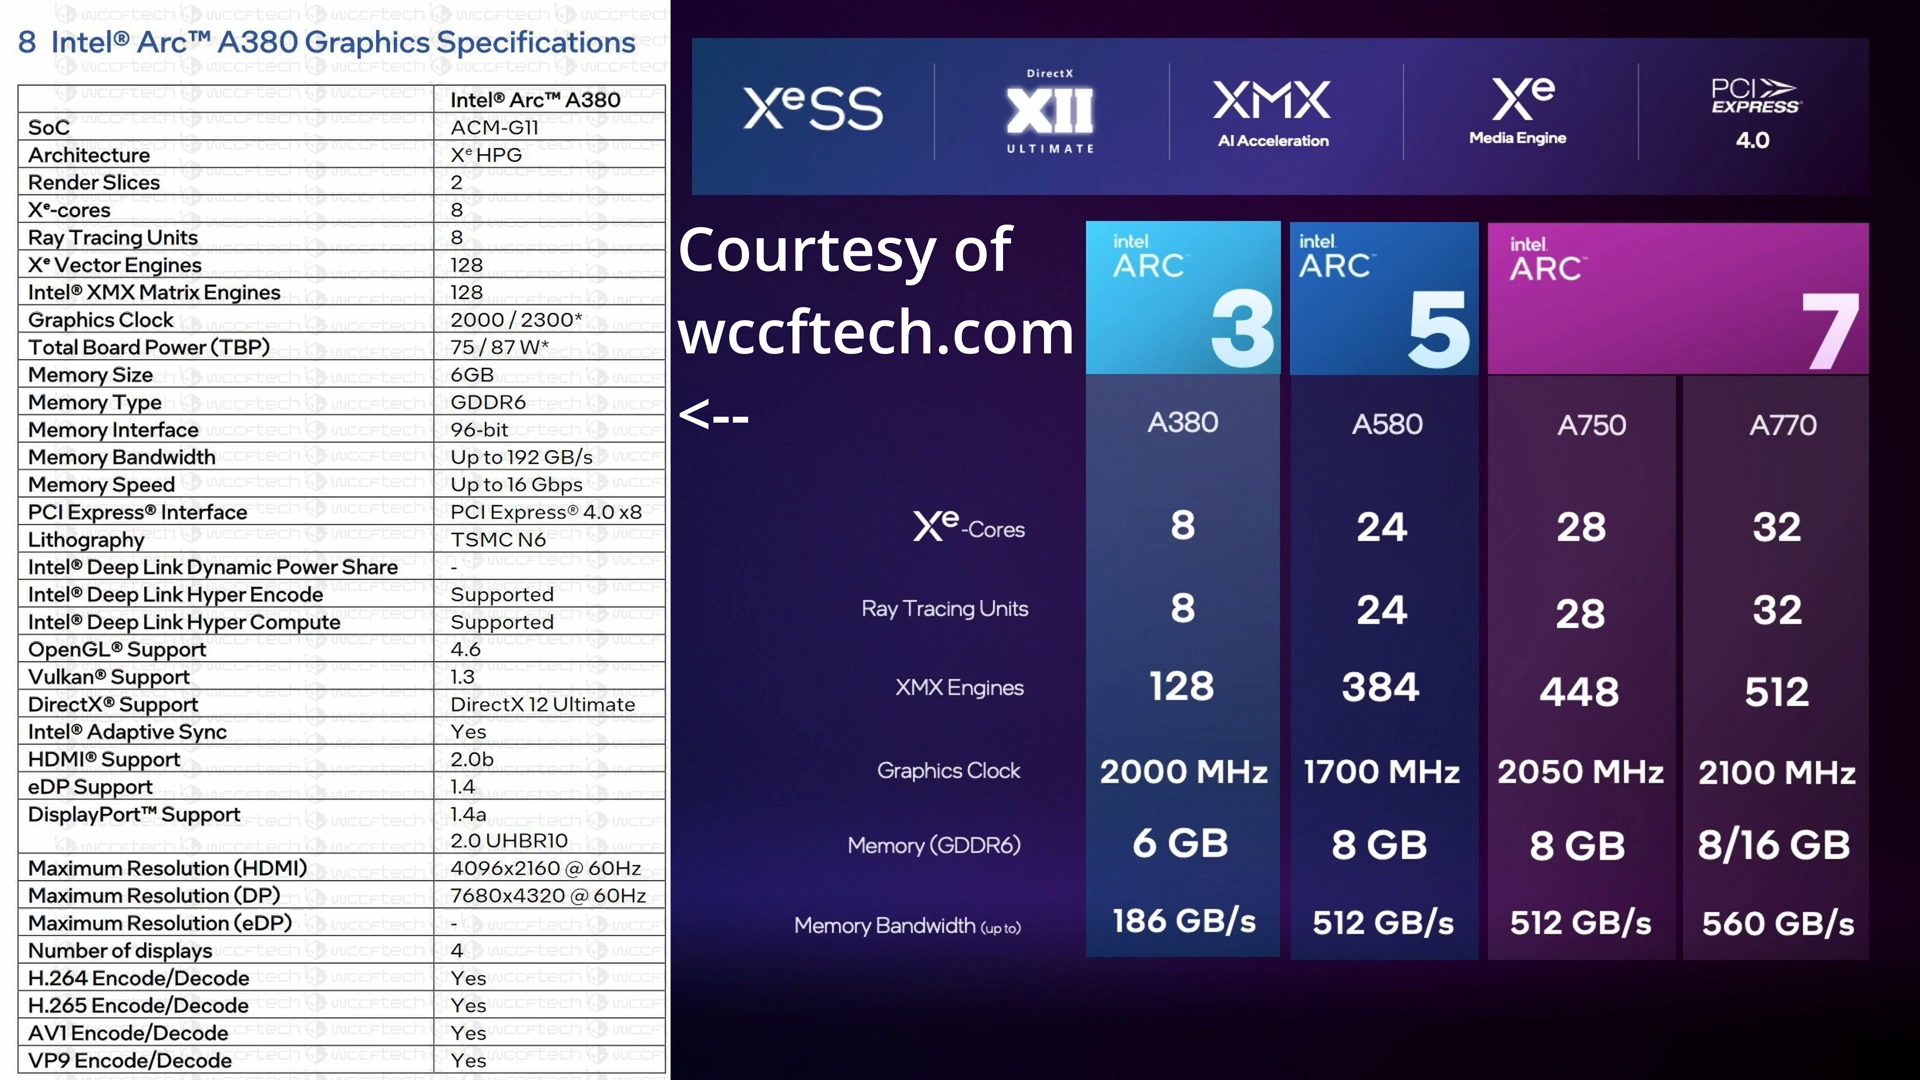 8 Intel® Arc™ A380 Graphics Specifications
Intel® Arc™ A380
SoC ACM-G11
Architecture Xᵉ HPG
Render Slices 2
Xᵉ-cores 8
Ray Tracing Units 8
Xᵉ Vector Engines 128
Intel® XMX Matrix Engines 128
Graphics Clock 2000 / 2300*
Total Board Power (TBP) 75 / 87 W*
Memory Size 6GB
Memory Type GDDR6
Memory Interface 96-bit
Memory Bandwidth Up to 192 GB/s
Memory Speed Up to 16 Gbps
PCI Express® Interface PCI Express® 4.0 x8
Lithography TSMC N6
Intel® Deep Link Dynamic Power Share -
Intel® Deep Link Hyper Encode Supported
Intel® Deep Link Hyper Compute Supported
OpenGL® Support 4.6
Vulkan® Support 1.3
DirectX® Support DirectX 12 Ultimate
Intel® Adaptive Sync Yes
HDMI® Support 2.0b
eDP Support 1.4
DisplayPort™ Support 1.4a
2.0 UHBR10
Maximum Resolution (HDMI) 4096x2160 @ 60Hz
Maximum Resolution (DP) 7680x4320 @ 60Hz
Maximum Resolution (eDP) -
Number of displays 4
H.264 Encode/Decode Yes
H.265 Encode/Decode Yes
AV1 Encode/Decode Yes
VP9 Encode/Decode Yes
XᵉSS
DirectX
XII
ULTIMATE
XMX
AI Acceleration
Xᵉ
Media Engine
PCI
EXPRESS®
4.0
Courtesy of
wccftech.com
<--
intel
ARC™
3
intel
ARC™
5
intel
ARC™
7
A380 A580 A750 A770
Xᵉ-Cores 8 24 28 32
Ray Tracing Units 8 24 28 32
XMX Engines 128 384 448 512
Graphics Clock 2000 MHz 1700 MHz 2050 MHz 2100 MHz
Memory (GDDR6) 6 GB 8 GB 8 GB 8/16 GB
Memory Bandwidth (up to) 186 GB/s 512 GB/s 512 GB/s 560 GB/s